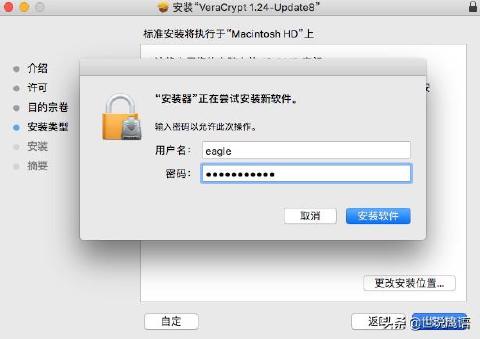 安装“VeraCrypt 1.24-Update8”
标准安装将执行于“Macintosh HD”上
介绍
许可
目的宗卷
安装类型
安装
摘要
“安装器”正在尝试安装新软件。
输入密码以允许此次操作。
用户名： eagle
密码： •••••••••••
取消
安装软件
更改安装位置...
自定
返回
头条 @世说鹰语